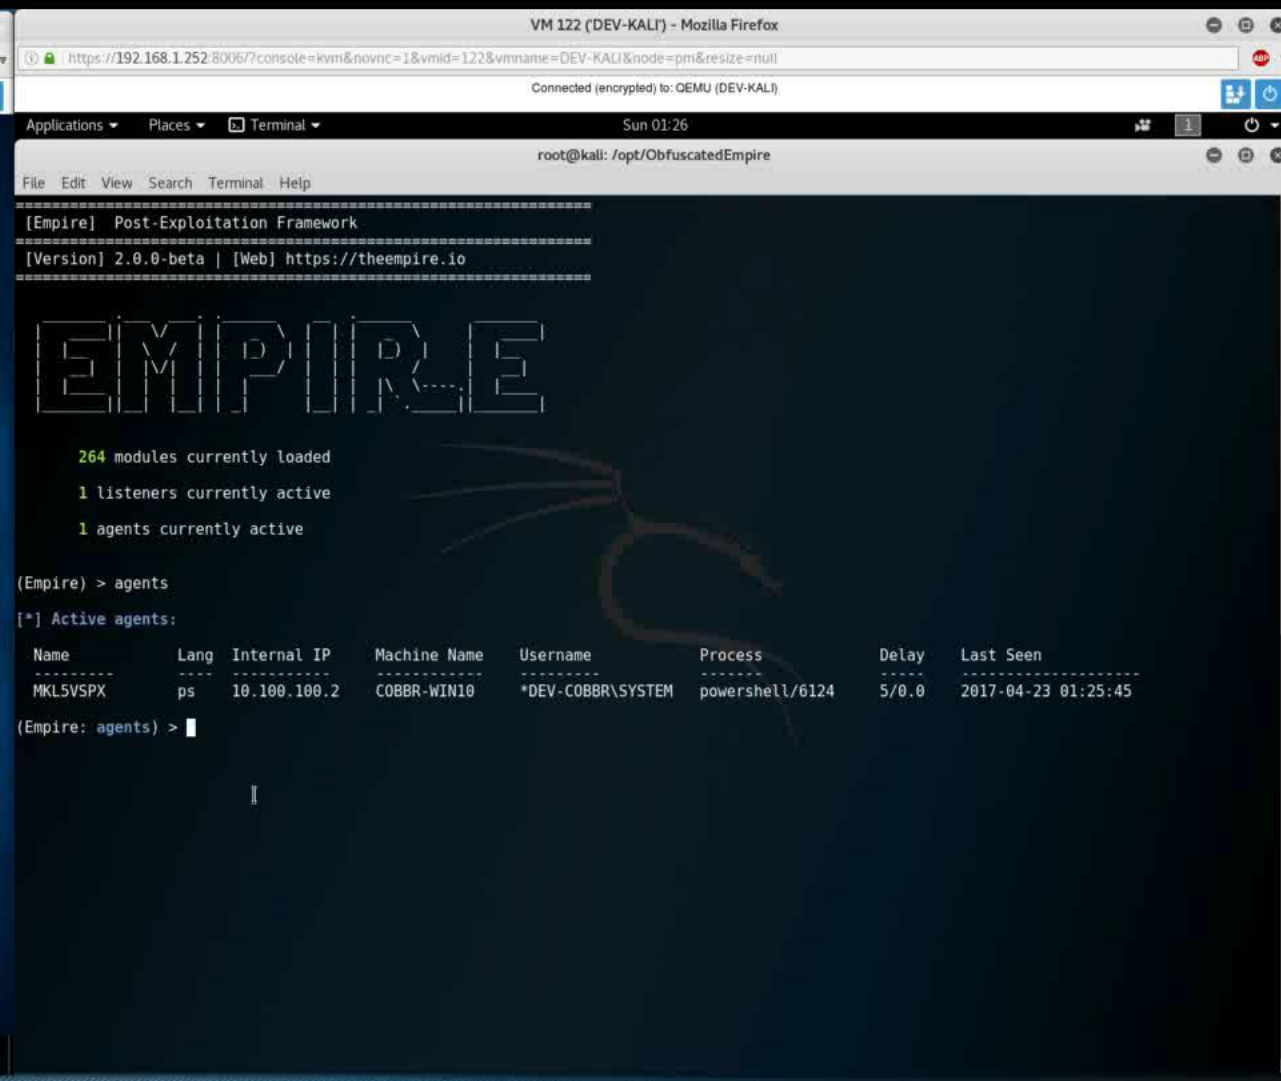 VM 122 ('DEV-KALI') - Mozilla Firefox
https://192.168.1.252:8006/?console=kvm&novnc=1&vmid=122&vmname=DEV-KALI&node=pm&resize=null
ABP
Connected (encrypted) to: QEMU (DEV-KALI)
Applications Places Terminal Sun 01:26 1
root@kali: /opt/ObfuscatedEmpire
File Edit View Search Terminal Help
================================================================
[Empire] Post-Exploitation Framework
================================================================
[Version] 2.0.0-beta | [Web] https://theempire.io
================================================================
EMPIRE
264 modules currently loaded
1 listeners currently active
1 agents currently active
(Empire) > agents
[*] Active agents:
Name Lang Internal IP Machine Name Username Process Delay Last Seen
--------- ---- ----------- ------------ --------- ------- ----- --------------------
MKL5VSPX ps 10.100.100.2 COBBR-WIN10 *DEV-COBBR\SYSTEM powershell/6124 5/0.0 2017-04-23 01:25:45
(Empire: agents) >